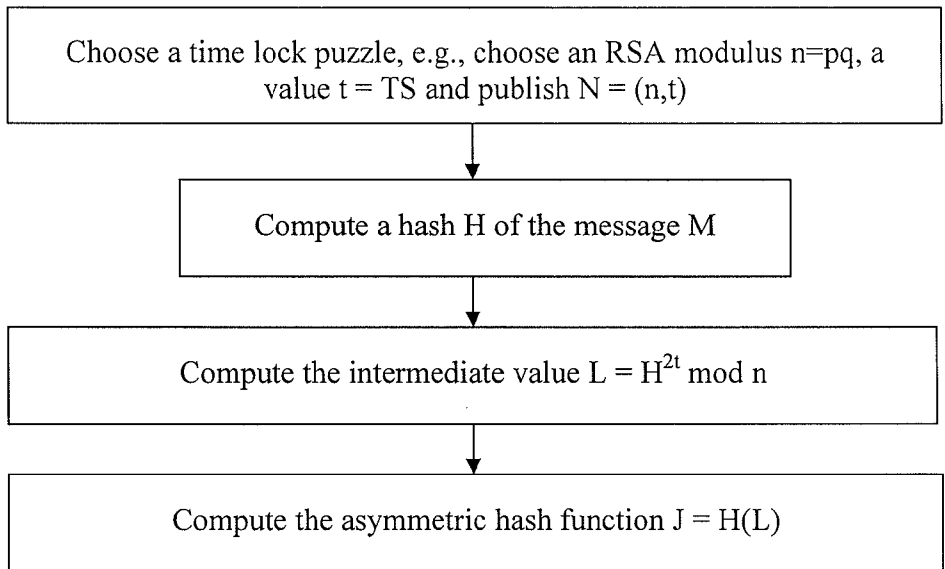 Choose a time lock puzzle, e.g., choose an RSA modulus n=pq, a
value t = TS and publish N = (n,t)
Compute a hash H of the message M
Compute the intermediate value L = H^{2t} mod n
Compute the asymmetric hash function J = H(L)